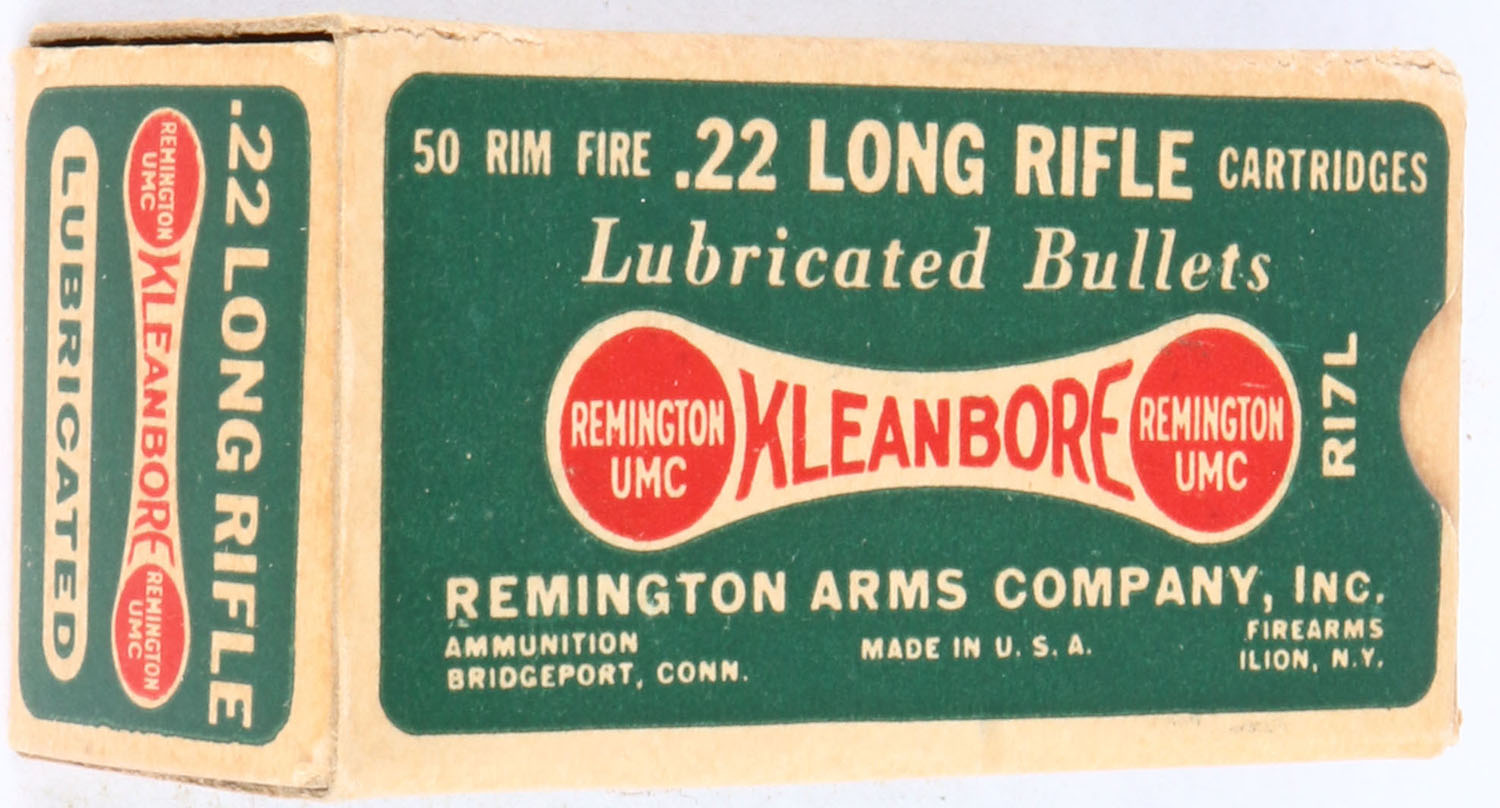 50 RIM FIRE .22 LONG RIFLE CARTRIDGES
Lubricated Bullets
REMINGTON UMC KLEANBORE REMINGTON UMC
R17L
REMINGTON ARMS COMPANY, INC.
AMMUNITION
BRIDGEPORT, CONN.
MADE IN U. S. A.
FIREARMS
ILION, N.Y.
.22 LONG RIFLE
REMINGTON UMC KLEANBORE REMINGTON UMC
LUBRICATED